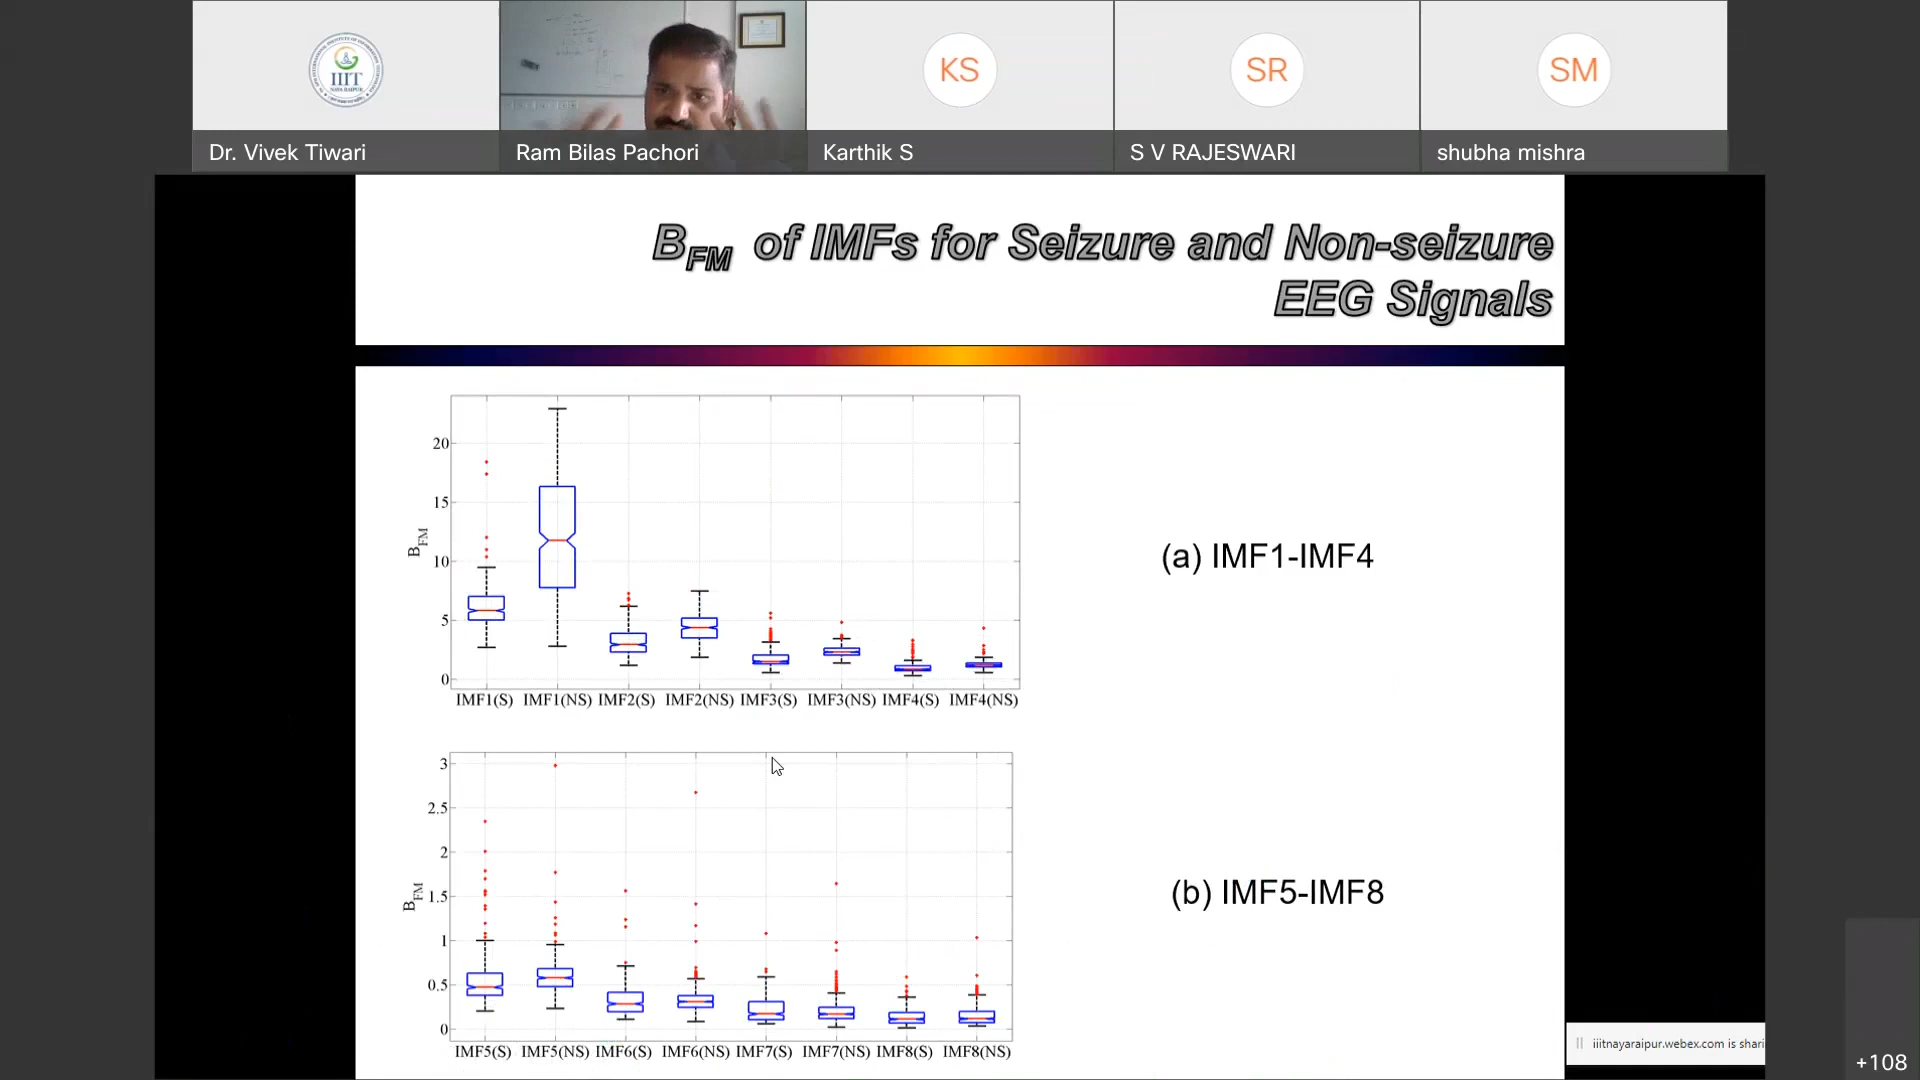 IIIT
Dr. Vivek Tiwari
Ram Bilas Pachori
KS
Karthik S
SR
S V RAJESWARI
SM
shubha mishra
B_FM of IMFs for Seizure and Non-seizure
EEG Signals
20
15
10
5
0
B_FM
IMF1(S) IMF1(NS) IMF2(S) IMF2(NS) IMF3(S) IMF3(NS) IMF4(S) IMF4(NS)
(a) IMF1-IMF4
3
2.5
2
1.5
1
0.5
0
B_FM
IMF5(S) IMF5(NS) IMF6(S) IMF6(NS) IMF7(S) IMF7(NS) IMF8(S) IMF8(NS)
(b) IMF5-IMF8
iiitnayaraipur.webex.com is shari
+108